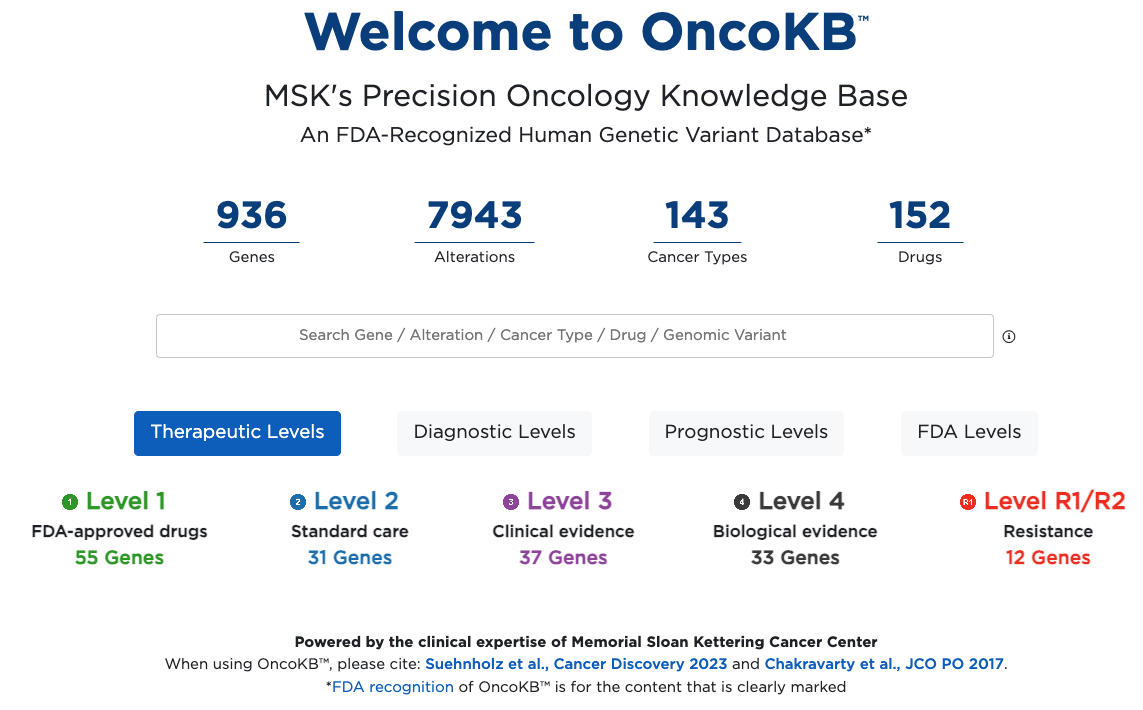 Welcome to OncoKB™
MSK's Precision Oncology Knowledge Base
An FDA-Recognized Human Genetic Variant Database*
936 7943 143 152
Genes Alterations Cancer Types Drugs
Search Gene / Alteration / Cancer Type / Drug / Genomic Variant
Therapeutic Levels Diagnostic Levels Prognostic Levels FDA Levels
1 Level 1 2 Level 2 3 Level 3 4 Level 4 R1 Level R1/R2
FDA-approved drugs Standard care Clinical evidence Biological evidence Resistance
55 Genes 31 Genes 37 Genes 33 Genes 12 Genes
Powered by the clinical expertise of Memorial Sloan Kettering Cancer Center
When using OncoKB™, please cite: Suehnholz et al., Cancer Discovery 2023 and Chakravarty et al., JCO PO 2017.
*FDA recognition of OncoKB™ is for the content that is clearly marked